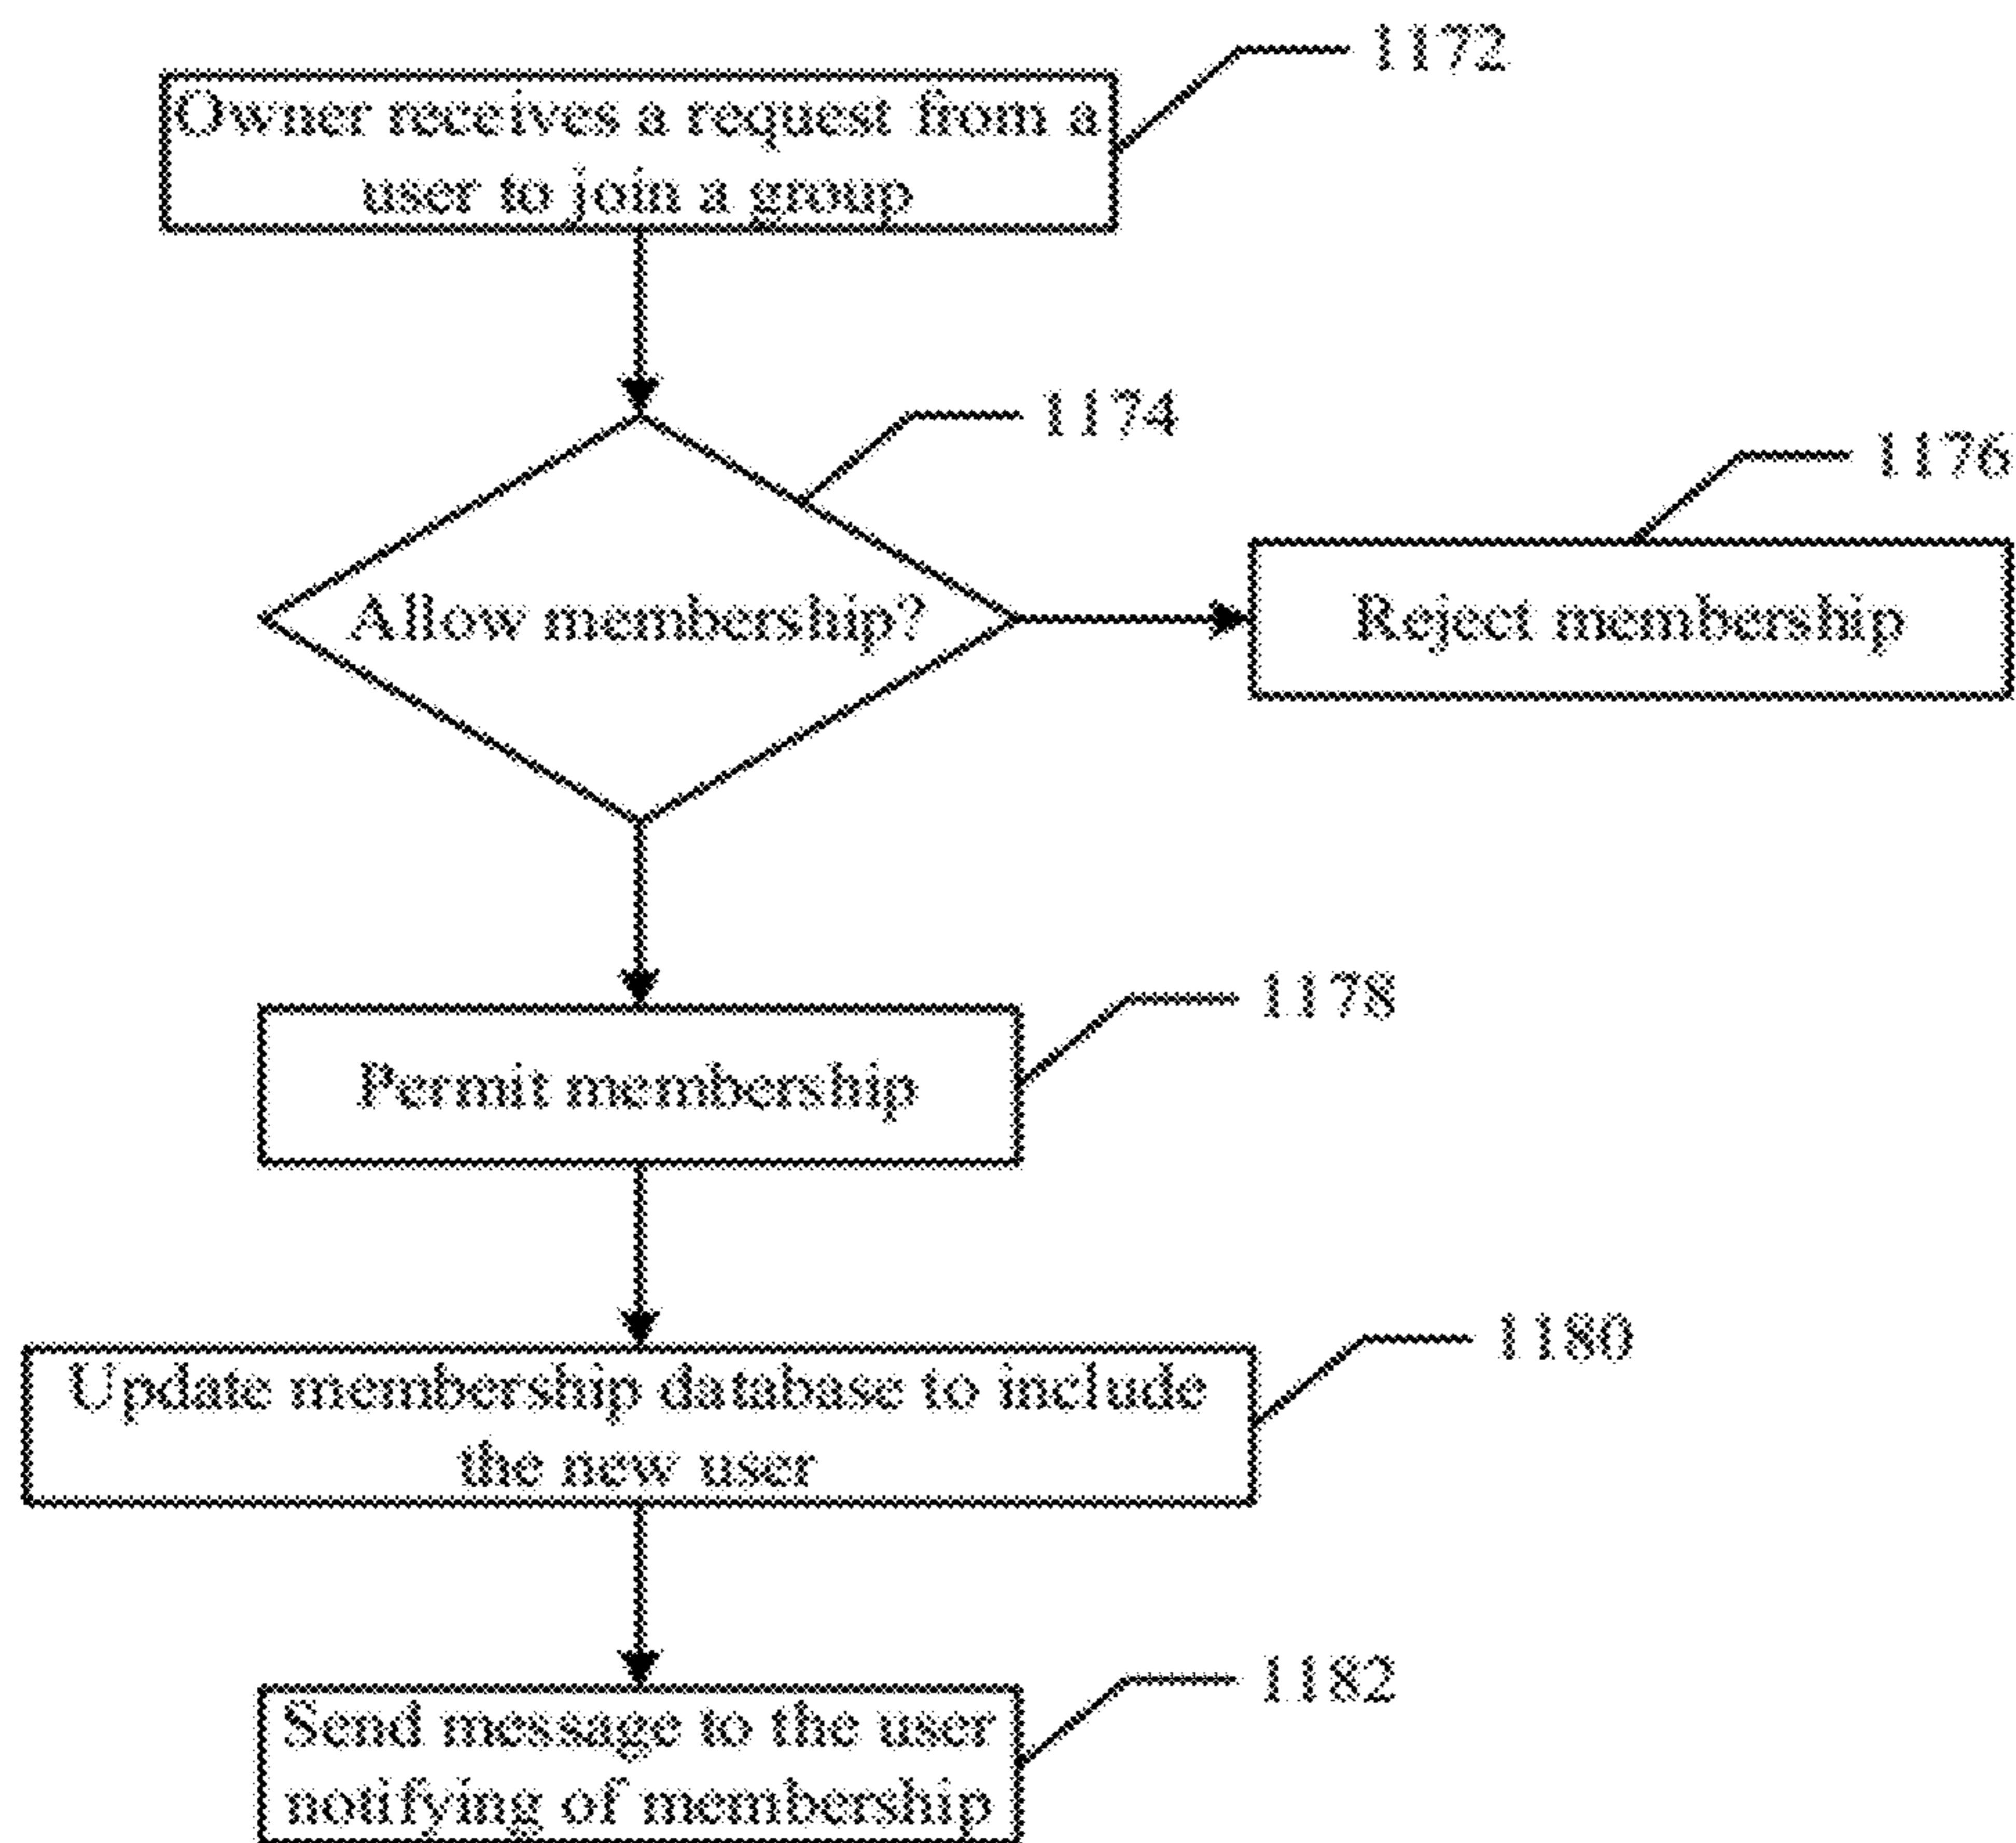 1172
Owner receives a request from a
user to join a group
1174
1176
Allow membership?
Reject membership
1178
Permit membership
1180
Update membership database to include
the new user
1182
Send message to the user
notifying of membership